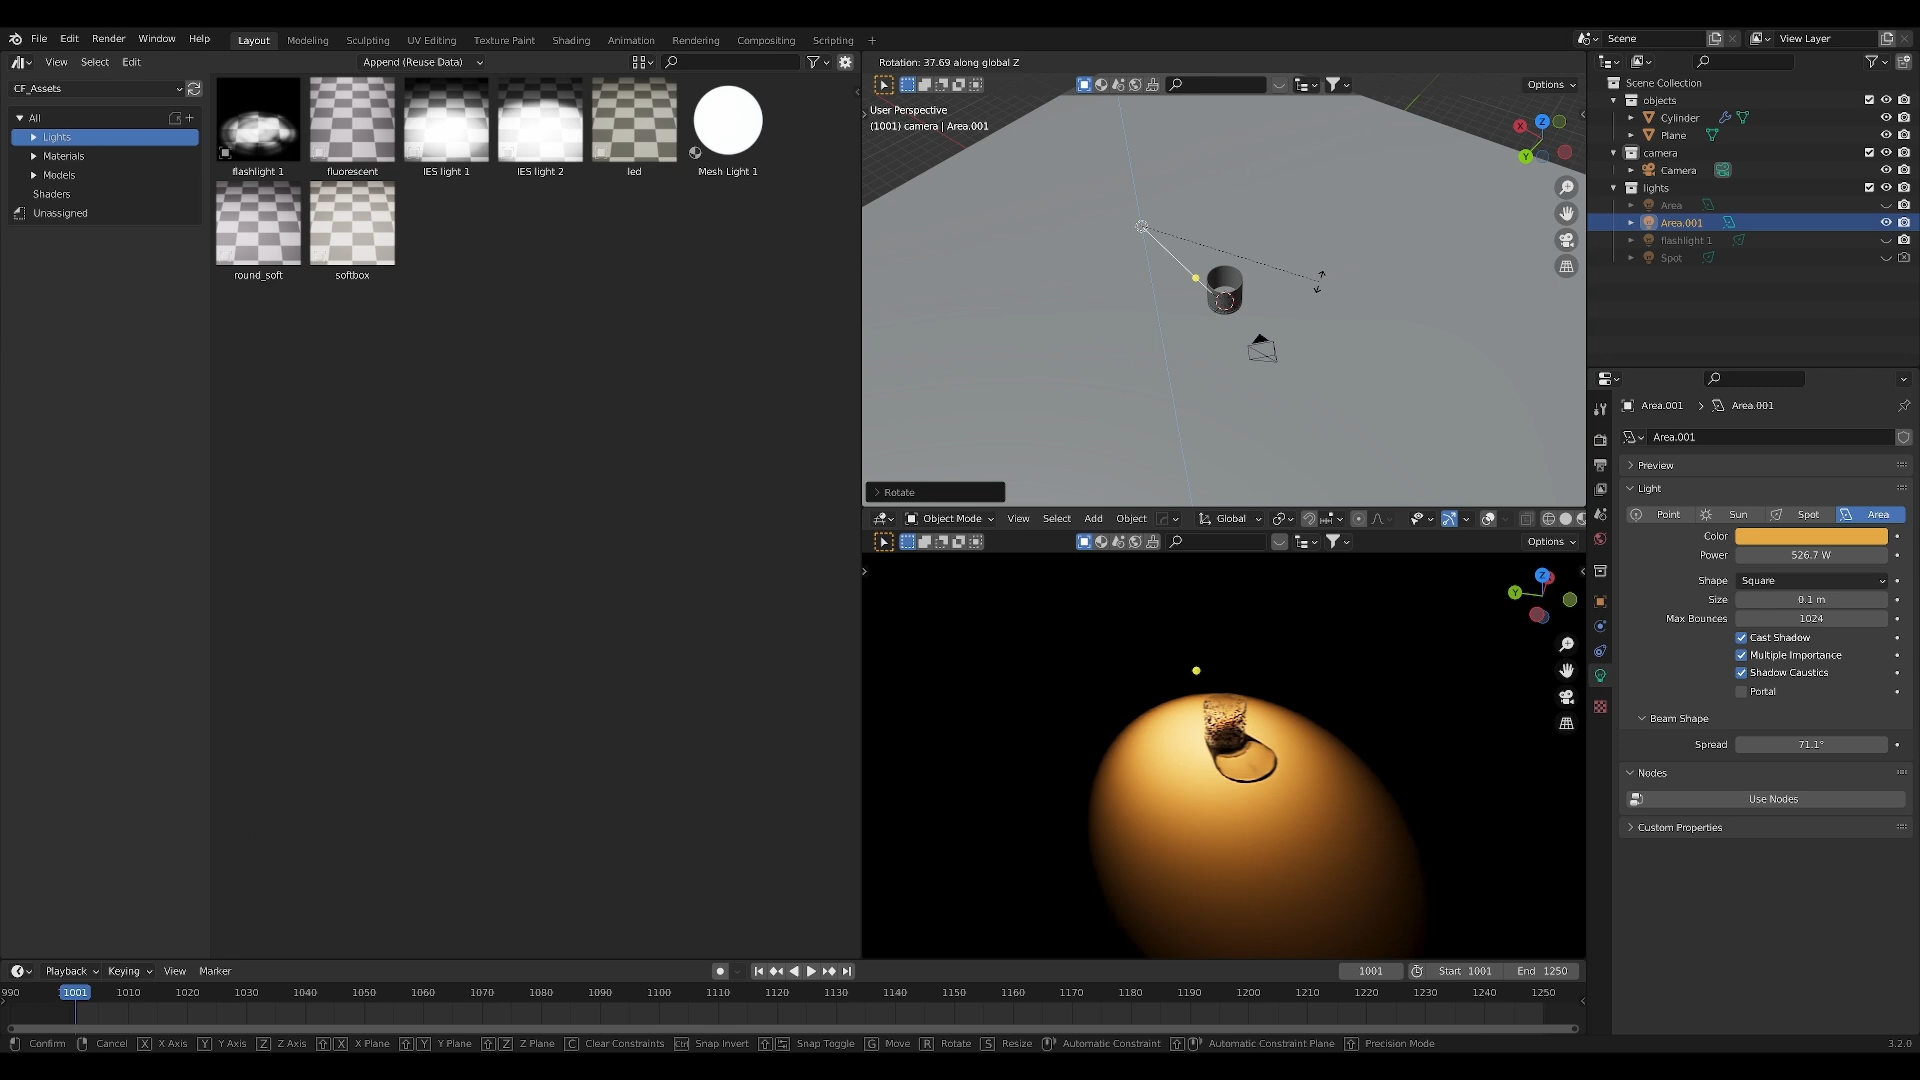 File Edit Render Window Help
Layout Modeling Sculpting UV Editing Texture Paint Shading Animation Rendering Compositing Scripting +
Scene
View Layer
View Select Edit
Append (Reuse Data)
CF_Assets
All
Lights
Materials
Models
Shaders
Unassigned
flashlight 1
fluorescent
IES light 1
IES light 2
led
Mesh Light 1
round_soft
softbox
Rotation: 37.69 along global Z
Options
User Perspective
(1001) camera | Area.001
X
Y
Z
Rotate
Object Mode View Select Add Object Global
Options
Z
Y
Scene Collection
objects
Cylinder
Plane
camera
Camera
lights
Area
Area.001
flashlight 1
Spot
Area.001 > Area.001
Area.001
Preview
Light
Point Sun Spot Area
Color
Power 526.7 W
Shape Square
Size 0.1 m
Max Bounces 1024
Cast Shadow
Multiple Importance
Shadow Caustics
Portal
Beam Shape
Spread 71.1°
Nodes
Use Nodes
Custom Properties
Playback Keying View Marker
1001 Start 1001 End 1250
990 1001 1010 1020 1030 1040 1050 1060 1070 1080 1090 1100 1110 1120 1130 1140 1150 1160 1170 1180 1190 1200 1210 1220 1230 1240 1250
Confirm Cancel X X Axis Y Y Axis Z Z Axis X X Plane Y Y Plane Z Z Plane C Clear Constraints Ctrl Snap Invert Snap Toggle G Move R Rotate S Resize Automatic Constraint Automatic Constraint Plane Precision Mode 3.2.0